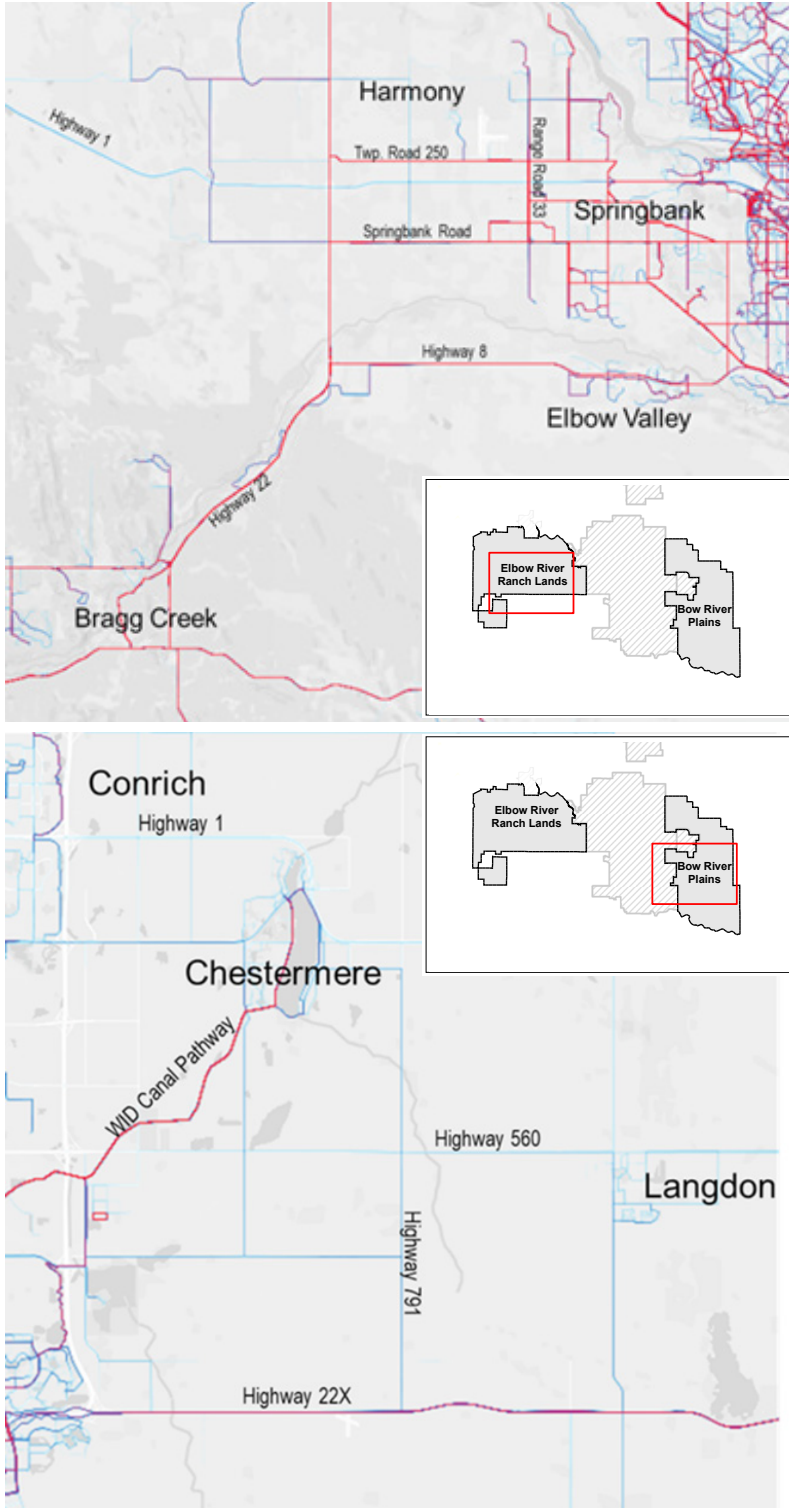 Harmony
Highway 1
Twp. Road 250
Range Road 33
Springbank
Springbank Road
Highway 8
Elbow Valley
Highway 22
Bragg Creek
Elbow River
Ranch Lands
Bow River
Plains
Conrich
Highway 1
Elbow River
Ranch Lands
Bow River
Plains
Chestermere
WID Canal Pathway
Highway 560
Langdon
Highway 791
Highway 22X